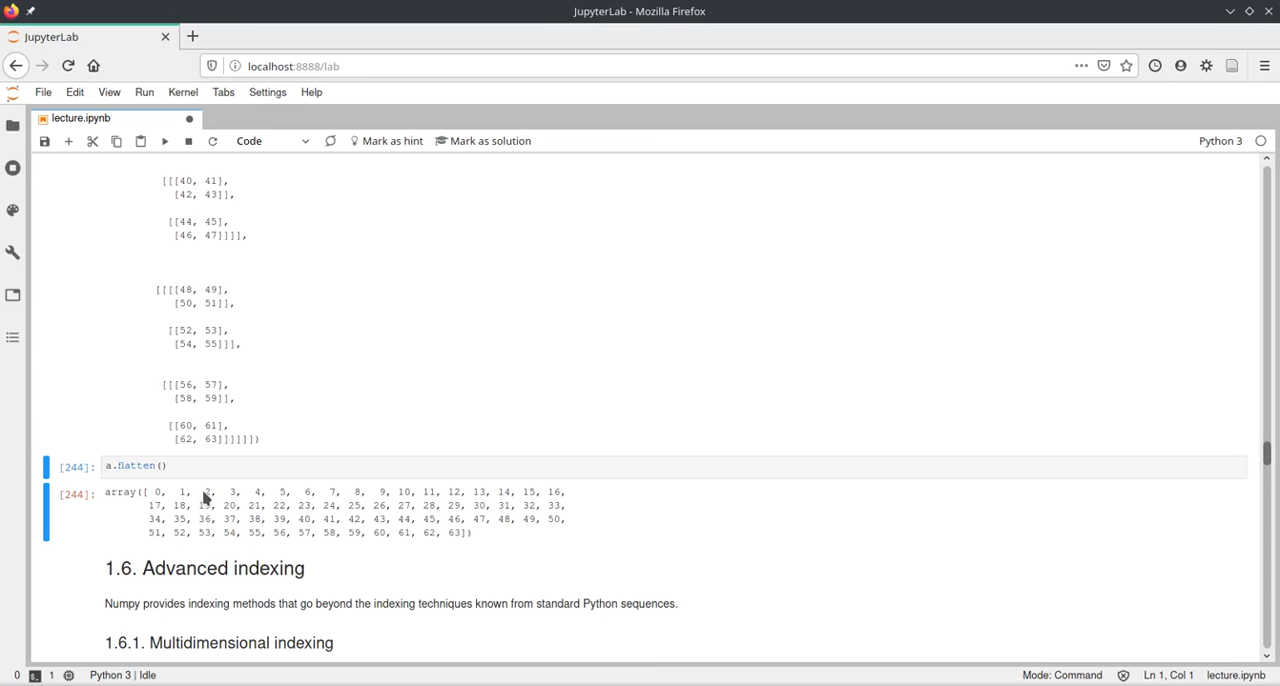 JupyterLab - Mozilla Firefox
JupyterLab
localhost:8888/lab
File Edit View Run Kernel Tabs Settings Help
lecture.ipynb
Code Mark as hint Mark as solution Python 3
[[[40, 41],
[42, 43]],
[[44, 45],
[46, 47]]]],
[[[[48, 49],
[50, 51]],
[[52, 53],
[54, 55]]],
[[[56, 57],
[58, 59]],
[[60, 61],
[62, 63]]]]]])
[244]: a.flatten()
[244]: array([ 0, 1, 2, 3, 4, 5, 6, 7, 8, 9, 10, 11, 12, 13, 14, 15, 16,
17, 18, 19, 20, 21, 22, 23, 24, 25, 26, 27, 28, 29, 30, 31, 32, 33,
34, 35, 36, 37, 38, 39, 40, 41, 42, 43, 44, 45, 46, 47, 48, 49, 50,
51, 52, 53, 54, 55, 56, 57, 58, 59, 60, 61, 62, 63])
1.6. Advanced indexing
Numpy provides indexing methods that go beyond the indexing techniques known from standard Python sequences.
1.6.1. Multidimensional indexing
0 1 Python 3 | Idle Mode: Command Ln 1, Col 1 lecture.ipynb